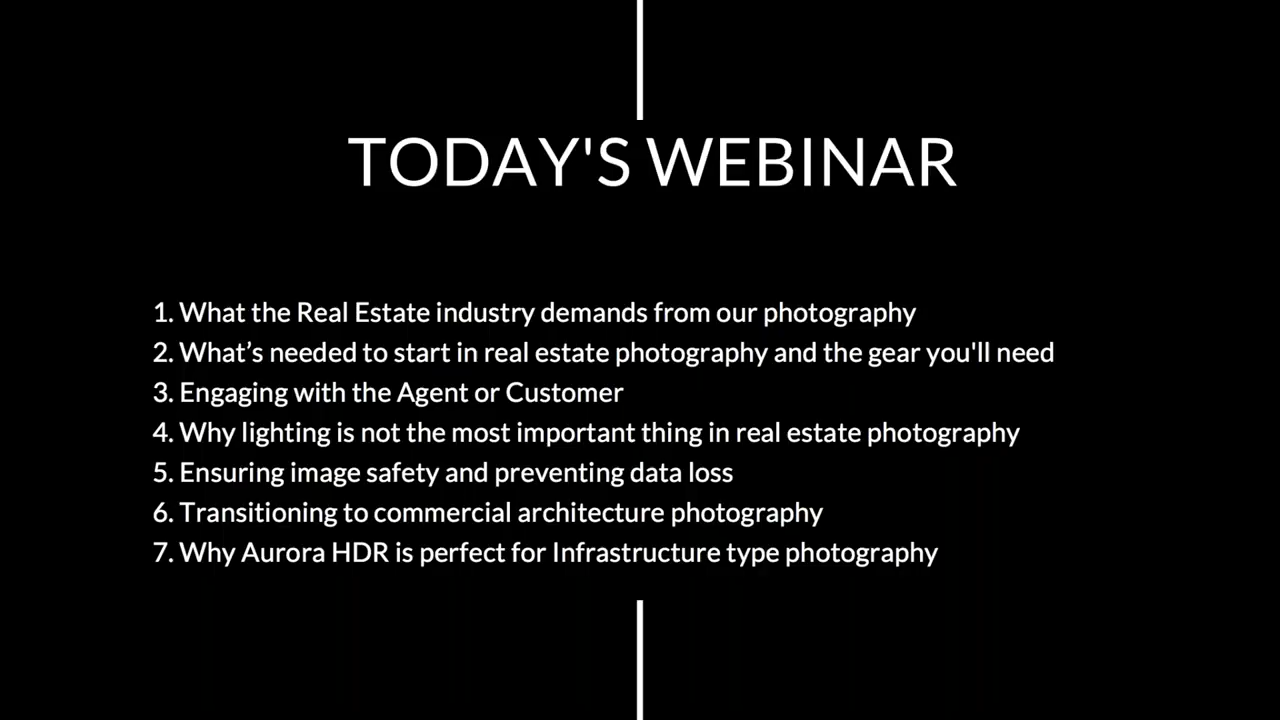 TODAY'S WEBINAR
1. What the Real Estate industry demands from our photography
2. What’s needed to start in real estate photography and the gear you'll need
3. Engaging with the Agent or Customer
4. Why lighting is not the most important thing in real estate photography
5. Ensuring image safety and preventing data loss
6. Transitioning to commercial architecture photography
7. Why Aurora HDR is perfect for Infrastructure type photography